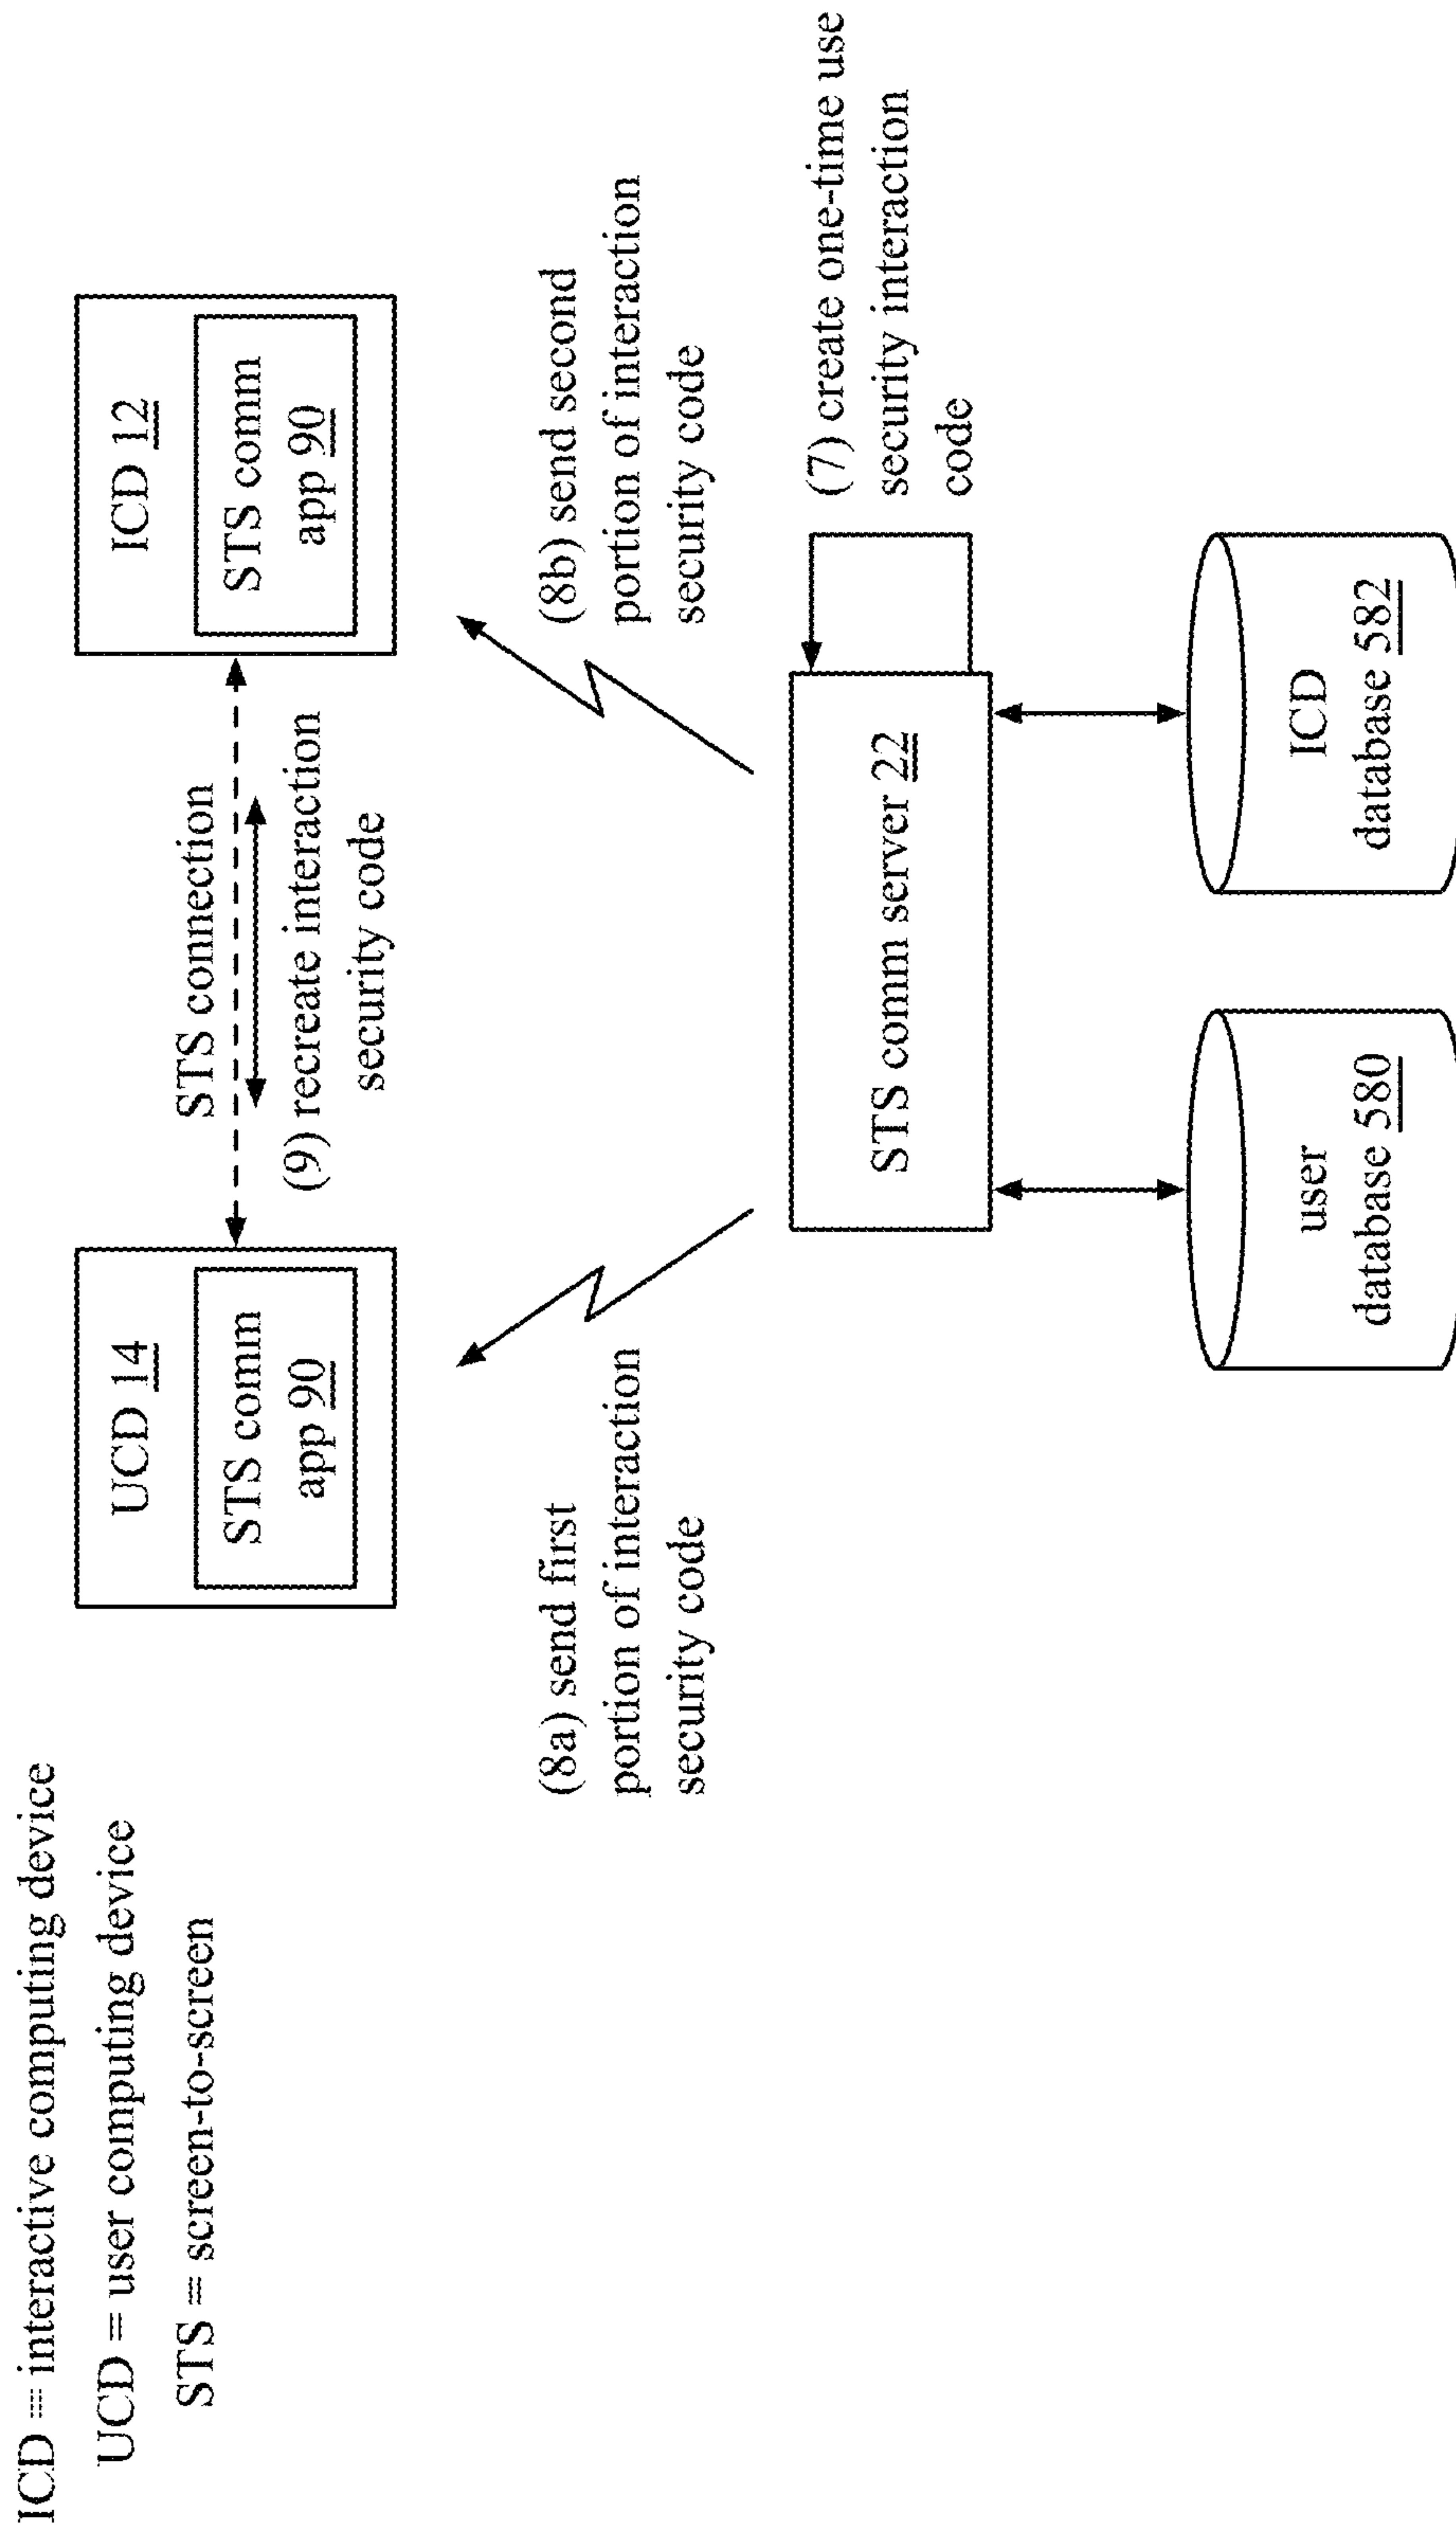 ICD = interactive computing device
UCD = user computing device
STS = screen-to-screen
UCD 14
STS comm
app 90
STS connection
(9) recreate interaction
security code
ICD 12
STS comm
app 90
(8a) send first
portion of interaction
security code
(8b) send second
portion of interaction
security code
STS comm server 22
(7) create one-time use
security interaction
code
user
database 580
ICD
database 582